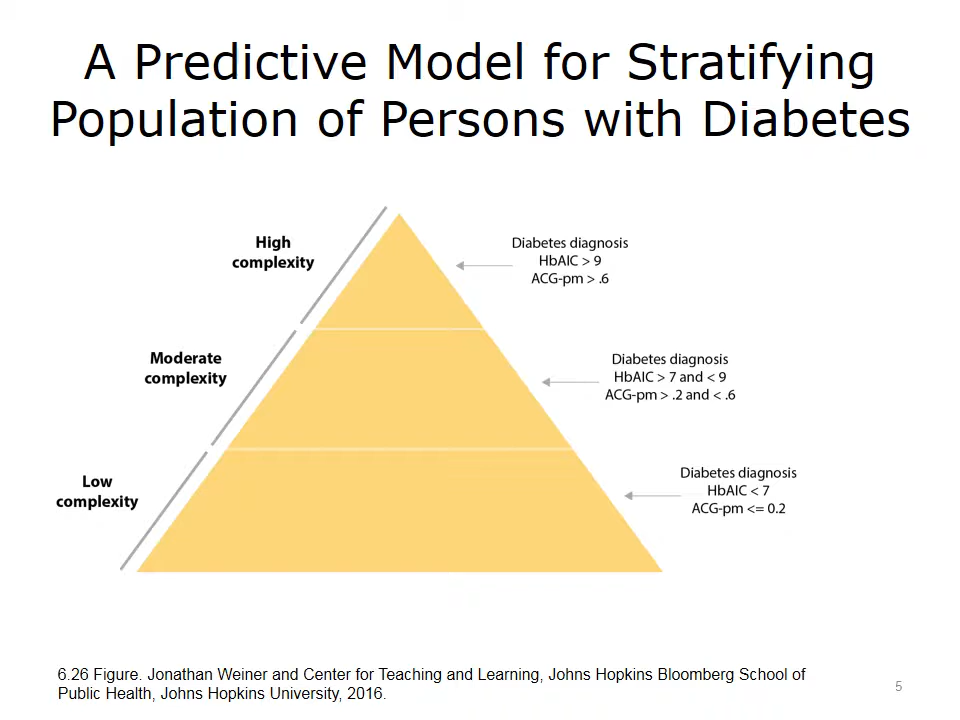 A Predictive Model for Stratifying
Population of Persons with Diabetes
High
complexity
Diabetes diagnosis
HbAIC > 9
ACG-pm > .6
Moderate
complexity
Diabetes diagnosis
HbAIC > 7 and < 9
ACG-pm > .2 and < .6
Low
complexity
Diabetes diagnosis
HbAIC < 7
ACG-pm <= 0.2
6.26 Figure. Jonathan Weiner and Center for Teaching and Learning, Johns Hopkins Bloomberg School of
Public Health, Johns Hopkins University, 2016.
5